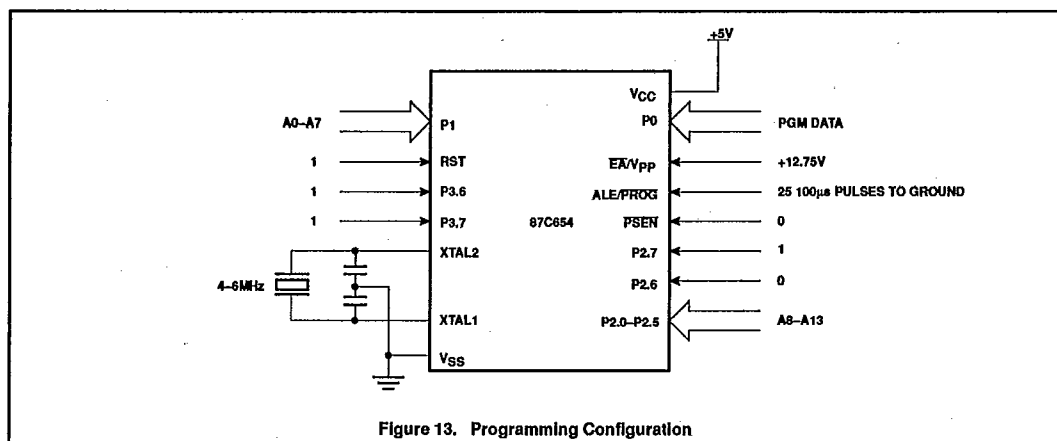 +5V
VCC
A0–A7
P1
P0
PGM DATA
1
RST
EA/VPP
+12.75V
1
P3.6
ALE/PROG
25 100µs PULSES TO GROUND
1
P3.7
87C654
PSEN
0
XTAL2
P2.7
1
4–6MHz
P2.6
0
XTAL1
P2.0–P2.5
A8–A13
VSS
Figure 13. Programming Configuration